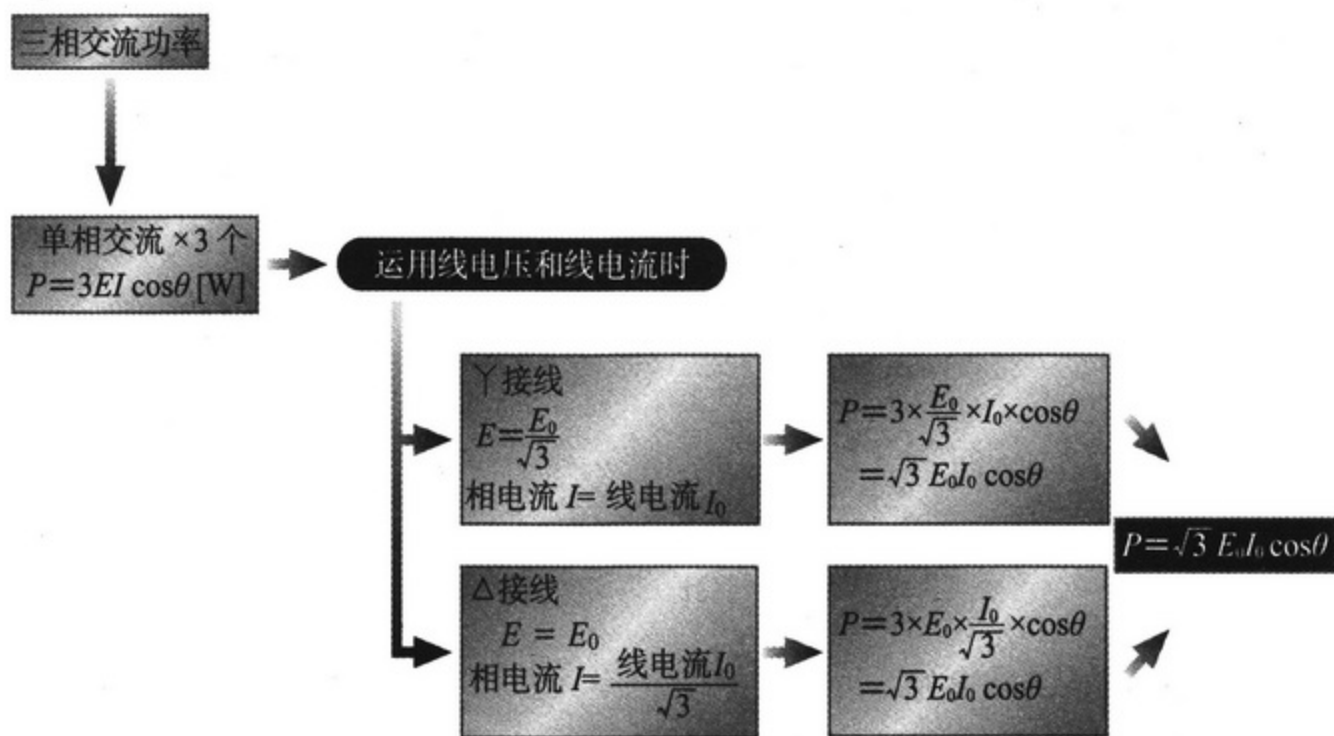 三相交流功率
单相交流×3个
P=3EI cosθ[W]
运用线电压和线电流时
丫接线
E=E₀/√3
相电流 I= 线电流 I₀
P=3×E₀/√3×I₀×cosθ
=√3 E₀I₀ cosθ
△接线
E = E₀
相电流 I= 线电流I₀/√3
P=3×E₀×I₀/√3×cosθ
=√3 E₀I₀ cosθ
P=√3 E₀I₀ cosθ